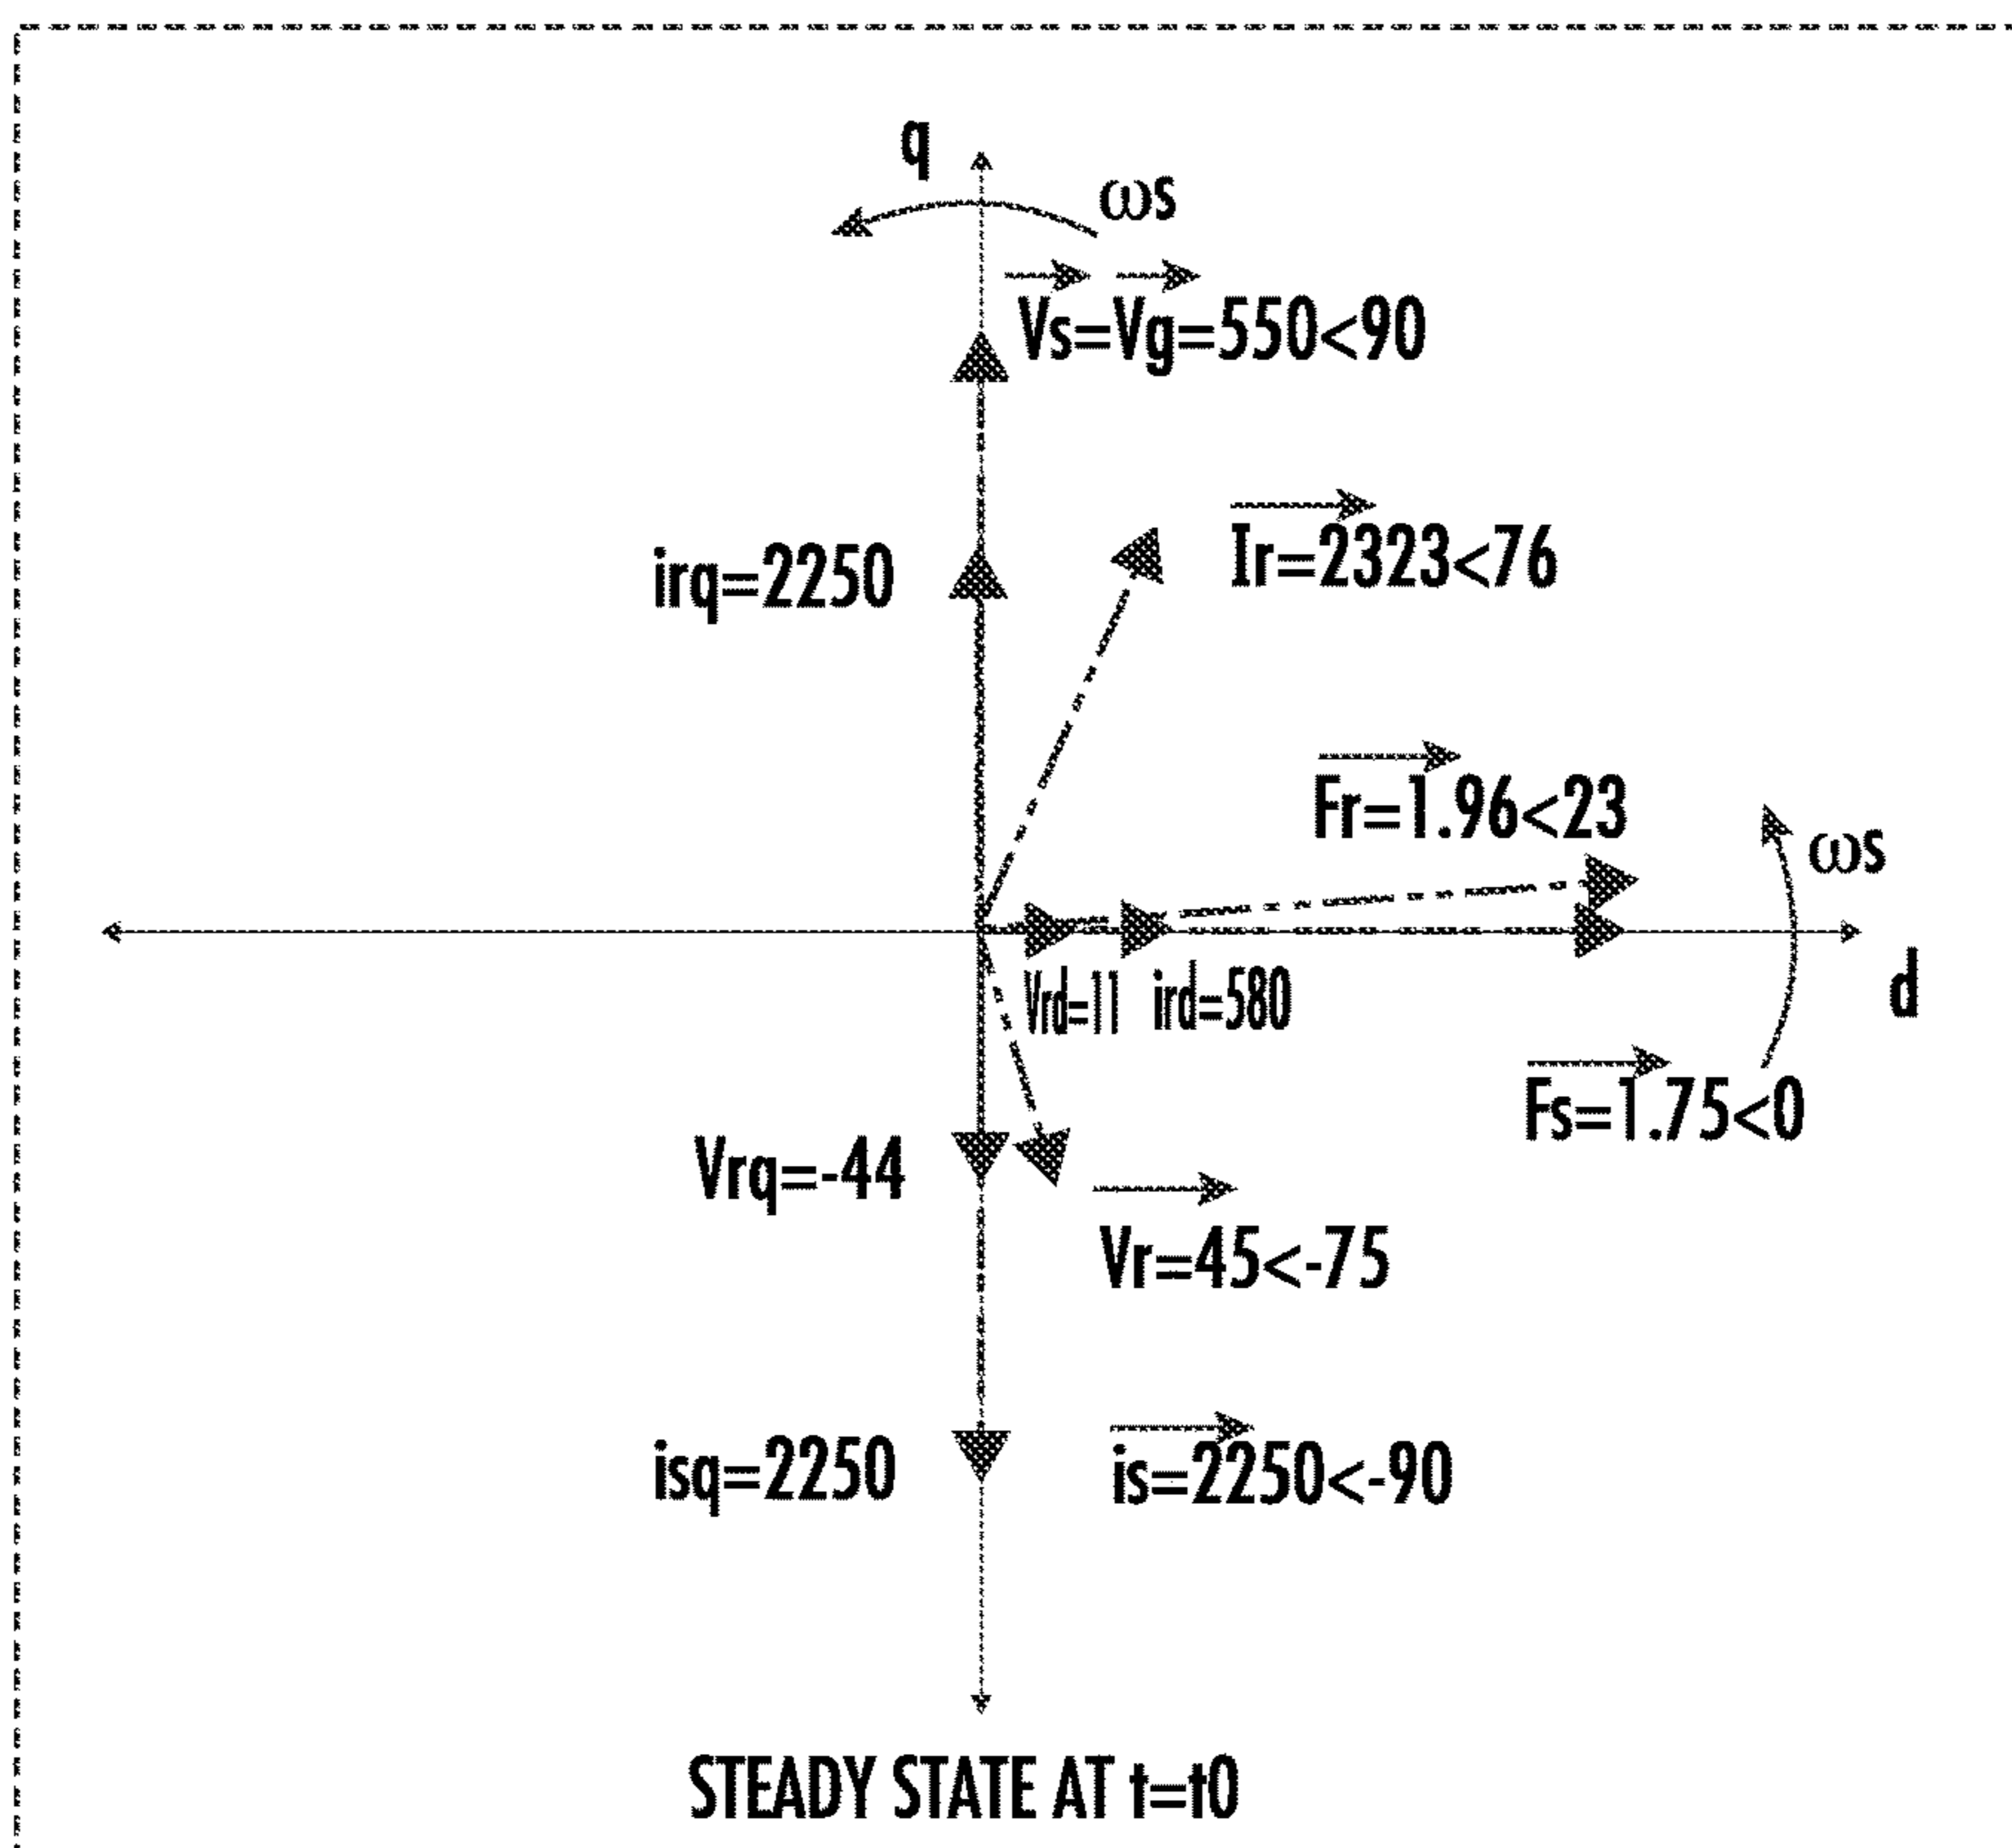 q
ωs
Vs=Vg=550<90
Ir=2323<76
irq=2250
Fr=1.96<23
ωs
d
Vrd=11 ird=580
Fs=1.75<0
Vrq=-44
Vr=45<-75
isq=2250
is=2250<-90
STEADY STATE AT t=t0